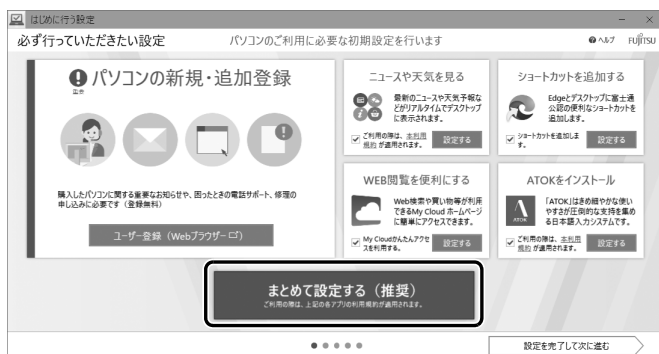 はじめに行う設定
必ず行っていただきたい設定
パソコンのご利用に必要な初期設定を行います
ヘルプ
FUJITSU
パソコンの新規・追加登録
重要
購入したパソコンに関する重要なお知らせや、困ったときの電話サポート、修理の
申し込みに必要です（登録無料）
ユーザー登録（Webブラウザー）
ニュースや天気を見る
最新のニュースや天気予報な
どがリアルタイムでデスクトップ
に表示されます。
ご利用の際は、本利用
規約 が適用されます。
設定する
ショートカットを追加する
Edgeとデスクトップに富士通
公認の便利なショートカットを
追加します。
ショートカットを追加しま
す。
設定する
WEB閲覧を便利にする
Web検索や買い物等が利用
できるMy Cloud ホームページ
に簡単にアクセスできます。
My Cloudかんたんアクセ
スを利用する。
設定する
ATOKをインストール
ATOK
「ATOK」はきめ細やかな使い
やすさが圧倒的な支持を集め
る日本語入力システムです。
ご利用の際は、本利用
規約 が適用されます。
設定する
まとめて設定する（推奨）
ご利用の際は、上記の各アプリの利用規約が適用されます。
設定を完了して次に進む